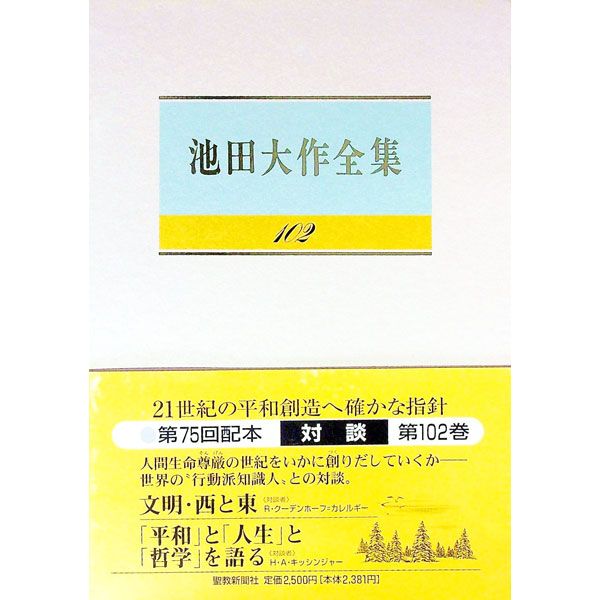 池田大作全集
102
21世紀の平和創造へ確かな指針
第75回配本 対談 第102巻
人間生命尊厳の世紀をいかに創りだしていくか――
世界の〝行動派知識人〟との対談。
文明・西と東 〈対談者〉 R・クーデンホーフ=カレルギー
「平和」と「人生」と
「哲学」を語る 〈対談者〉 H・A・キッシンジャー
聖教新聞社 定価2,500円[本体2,381円]